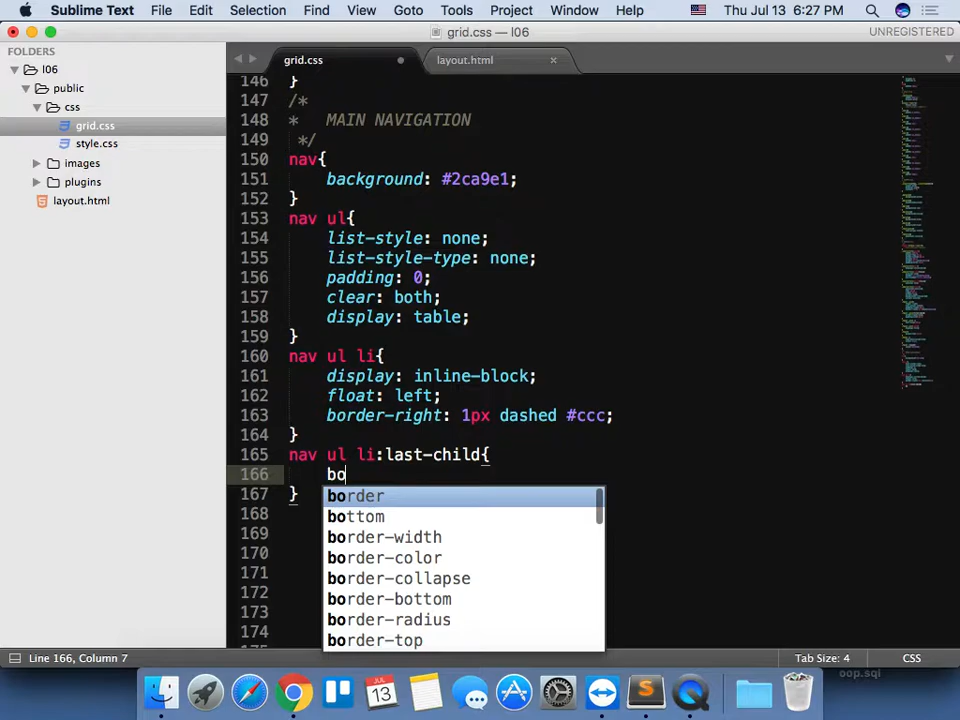 Sublime Text File Edit Selection Find View Goto Tools Project Window Help Thu Jul 13 6:27 PM
grid.css — l06 UNREGISTERED
FOLDERS
l06
public
css
grid.css
style.css
images
plugins
layout.html
grid.css layout.html
146 }
147 /*
148 * MAIN NAVIGATION
149 */
150 nav{
151 background: #2ca9e1;
152 }
153 nav ul{
154 list-style: none;
155 list-style-type: none;
156 padding: 0;
157 clear: both;
158 display: table;
159 }
160 nav ul li{
161 display: inline-block;
162 float: left;
163 border-right: 1px dashed #ccc;
164 }
165 nav ul li:last-child{
166 bo
167 }
168
169
170
171
172
173
174
175
border
bottom
border-width
border-color
border-collapse
border-bottom
border-radius
border-top
Line 166, Column 7 Tab Size: 4 CSS
oop.sql
JUL
13